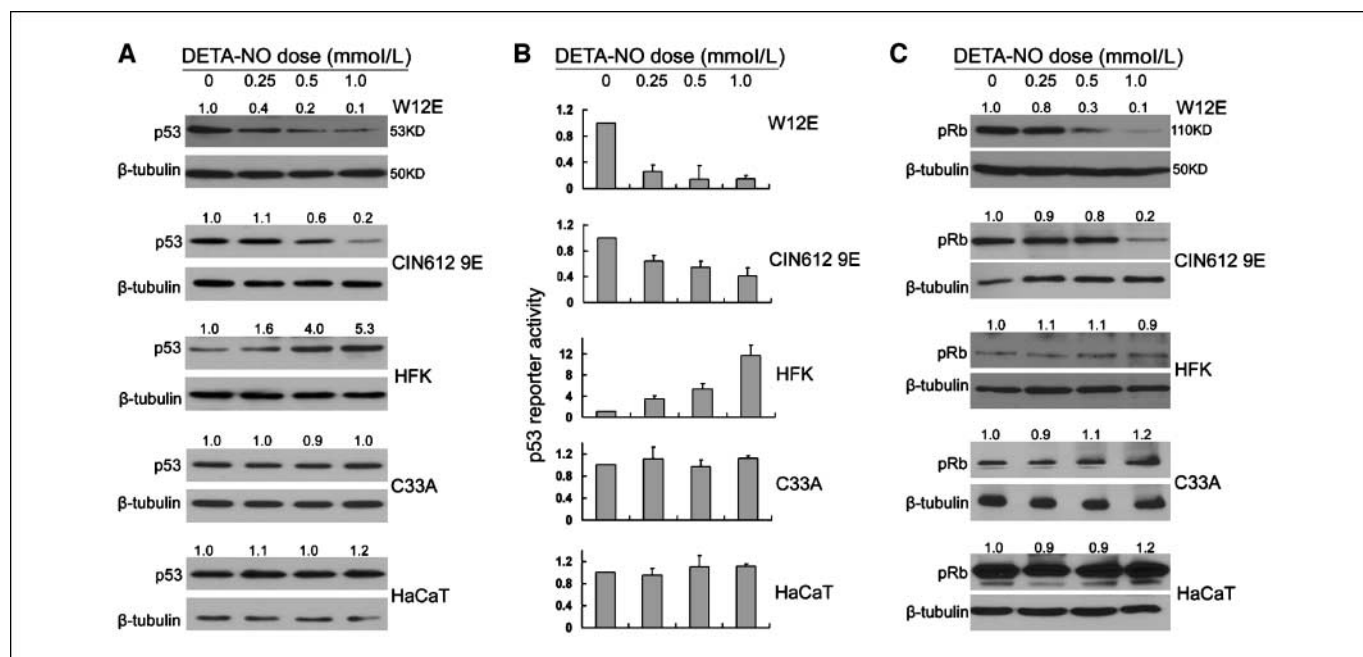 A
DETA-NO dose (mmol/L)
0 0.25 0.5 1.0
1.0 0.4 0.2 0.1 W12E
p53 53KD
β-tubulin 50KD
1.0 1.1 0.6 0.2
p53
CIN612 9E
β-tubulin
1.0 1.6 4.0 5.3
p53
HFK
β-tubulin
1.0 1.0 0.9 1.0
p53
C33A
β-tubulin
1.0 1.1 1.0 1.2
p53
HaCaT
β-tubulin
B
DETA-NO dose (mmol/L)
0 0.25 0.5 1.0
p53 reporter activity
1.2
W12E
0.8
0.4
0
1.2
CIN612 9E
0.8
0.4
0
12
HFK
8
4
0
1.2
C33A
0.8
0.4
0
1.2
HaCaT
0.8
0.4
0
C
DETA-NO dose (mmol/L)
0 0.25 0.5 1.0
1.0 0.8 0.3 0.1 W12E
pRb 110KD
β-tubulin 50KD
1.0 0.9 0.8 0.2
pRb
CIN612 9E
β-tubulin
1.0 1.1 1.1 0.9
pRb
HFK
β-tubulin
1.0 0.9 1.1 1.2
pRb
C33A
β-tubulin
1.0 0.9 0.9 1.2
pRb
HaCaT
β-tubulin